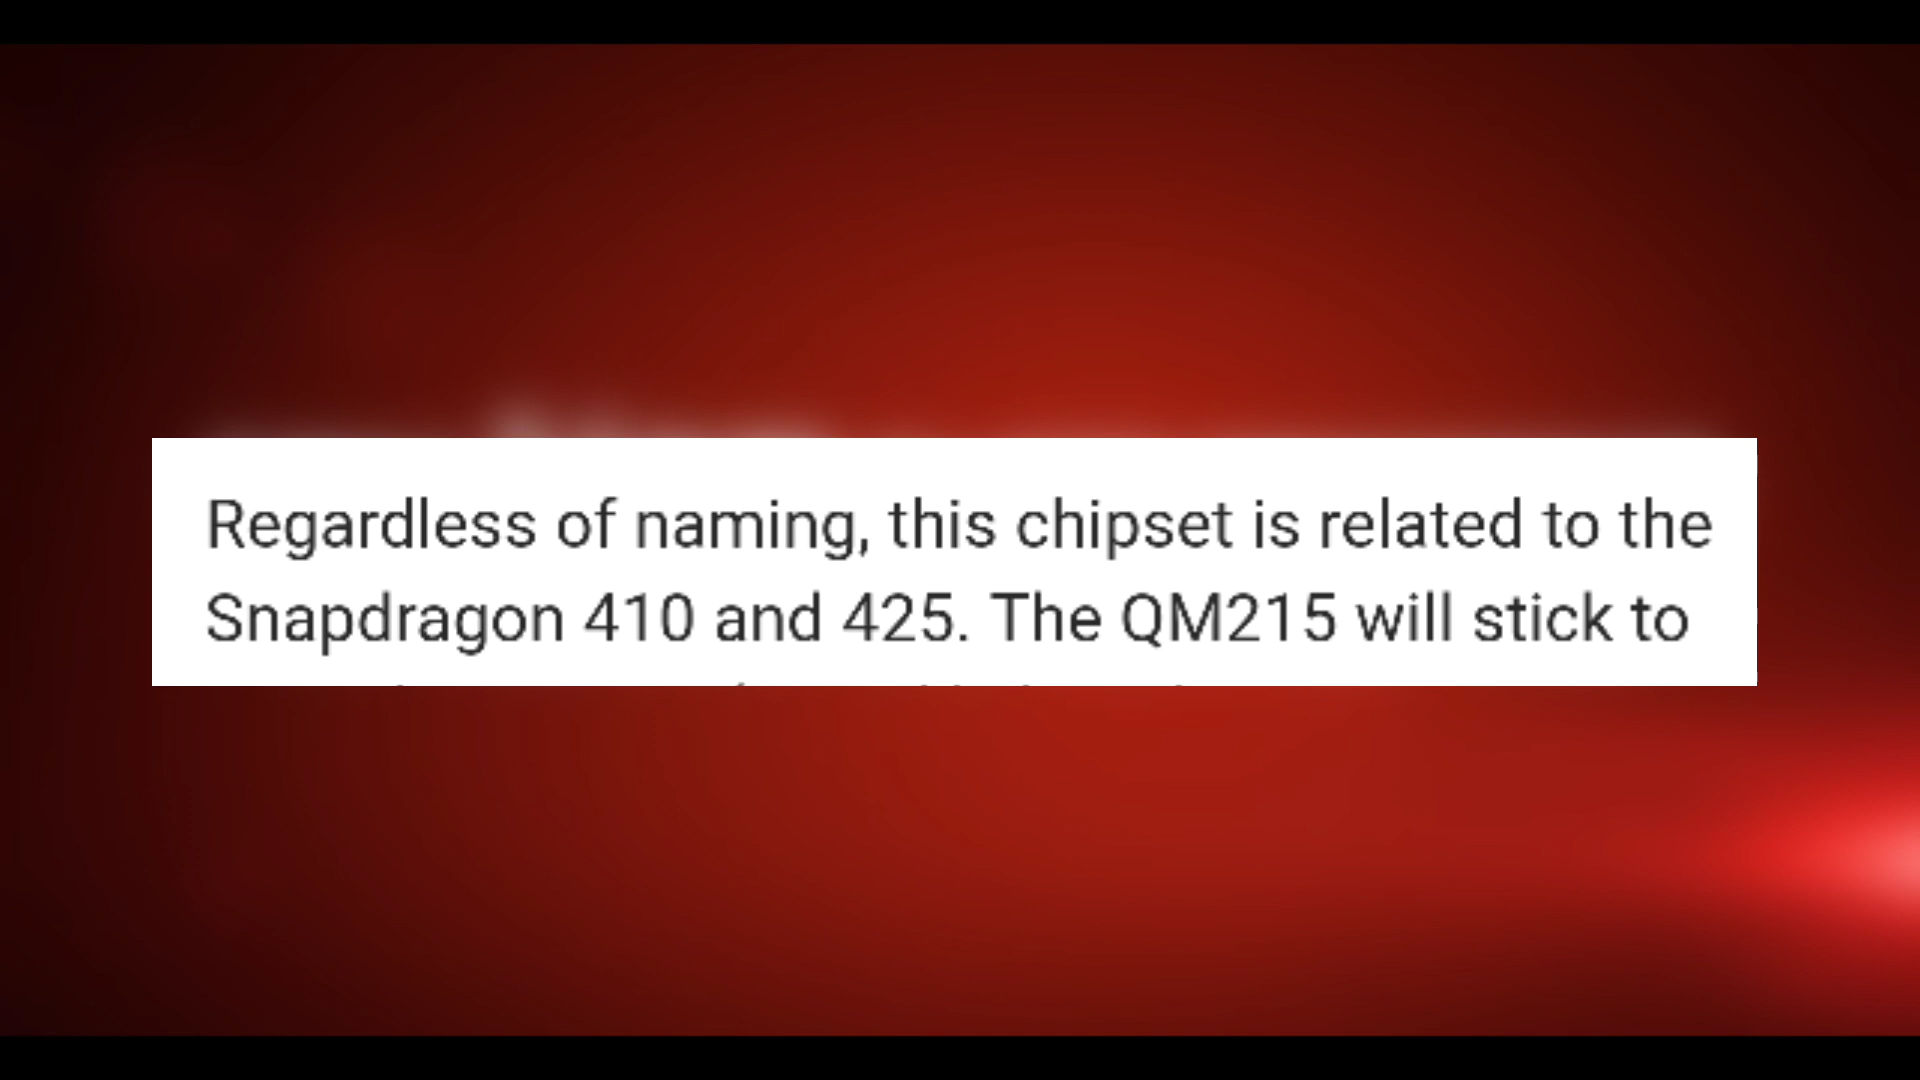 Regardless of naming, this chipset is related to the
Snapdragon 410 and 425. The QM215 will stick to